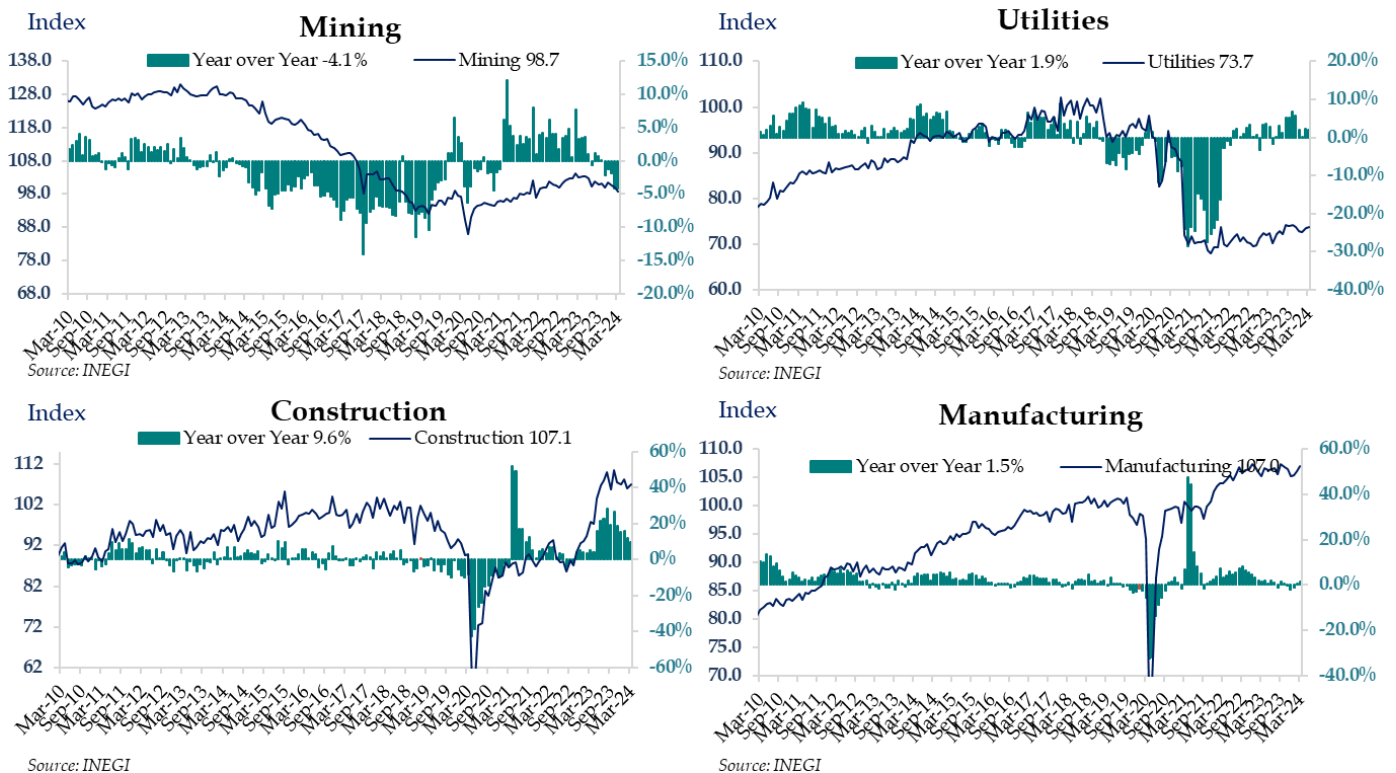 Index
Mining
Year over Year -4.1%
Mining 98.7
138.0
128.0
118.0
108.0
98.0
88.0
78.0
68.0
15.0%
10.0%
5.0%
0.0%
-5.0%
-10.0%
-15.0%
-20.0%
Mar-10
Sep-10
Mar-11
Sep-11
Mar-12
Sep-12
Mar-13
Sep-13
Mar-14
Sep-14
Mar-15
Sep-15
Mar-16
Sep-16
Mar-17
Sep-17
Mar-18
Sep-18
Mar-19
Sep-19
Mar-20
Sep-20
Mar-21
Sep-21
Mar-22
Sep-22
Mar-23
Sep-23
Mar-24
Source: INEGI
Index
Utilities
Year over Year 1.9%
Utilities 73.7
110.0
100.0
90.0
80.0
70.0
60.0
20.0%
10.0%
0.0%
-10.0%
-20.0%
-30.0%
-40.0%
Mar-10
Sep-10
Mar-11
Sep-11
Mar-12
Sep-12
Mar-13
Sep-13
Mar-14
Sep-14
Mar-15
Sep-15
Mar-16
Sep-16
Mar-17
Sep-17
Mar-18
Sep-18
Mar-19
Sep-19
Mar-20
Sep-20
Mar-21
Sep-21
Mar-22
Sep-22
Mar-23
Sep-23
Mar-24
Source: INEGI
Index
Construction
Year over Year 9.6%
Construction 107.1
112
102
92
82
72
62
60%
40%
20%
0%
-20%
-40%
-60%
Mar-10
Sep-10
Mar-11
Sep-11
Mar-12
Sep-12
Mar-13
Sep-13
Mar-14
Sep-14
Mar-15
Sep-15
Mar-16
Sep-16
Mar-17
Sep-17
Mar-18
Sep-18
Mar-19
Sep-19
Mar-20
Sep-20
Mar-21
Sep-21
Mar-22
Sep-22
Mar-23
Sep-23
Mar-24
Source: INEGI
Index
Manufacturing
Year over Year 1.5%
Manufacturing 107.0
110.0
105.0
100.0
95.0
90.0
85.0
80.0
75.0
70.0
60.0%
40.0%
20.0%
0.0%
-20.0%
-40.0%
Mar-10
Sep-10
Mar-11
Sep-11
Mar-12
Sep-12
Mar-13
Sep-13
Mar-14
Sep-14
Mar-15
Sep-15
Mar-16
Sep-16
Mar-17
Sep-17
Mar-18
Sep-18
Mar-19
Sep-19
Mar-20
Sep-20
Mar-21
Sep-21
Mar-22
Sep-22
Mar-23
Sep-23
Mar-24
Source: INEGI